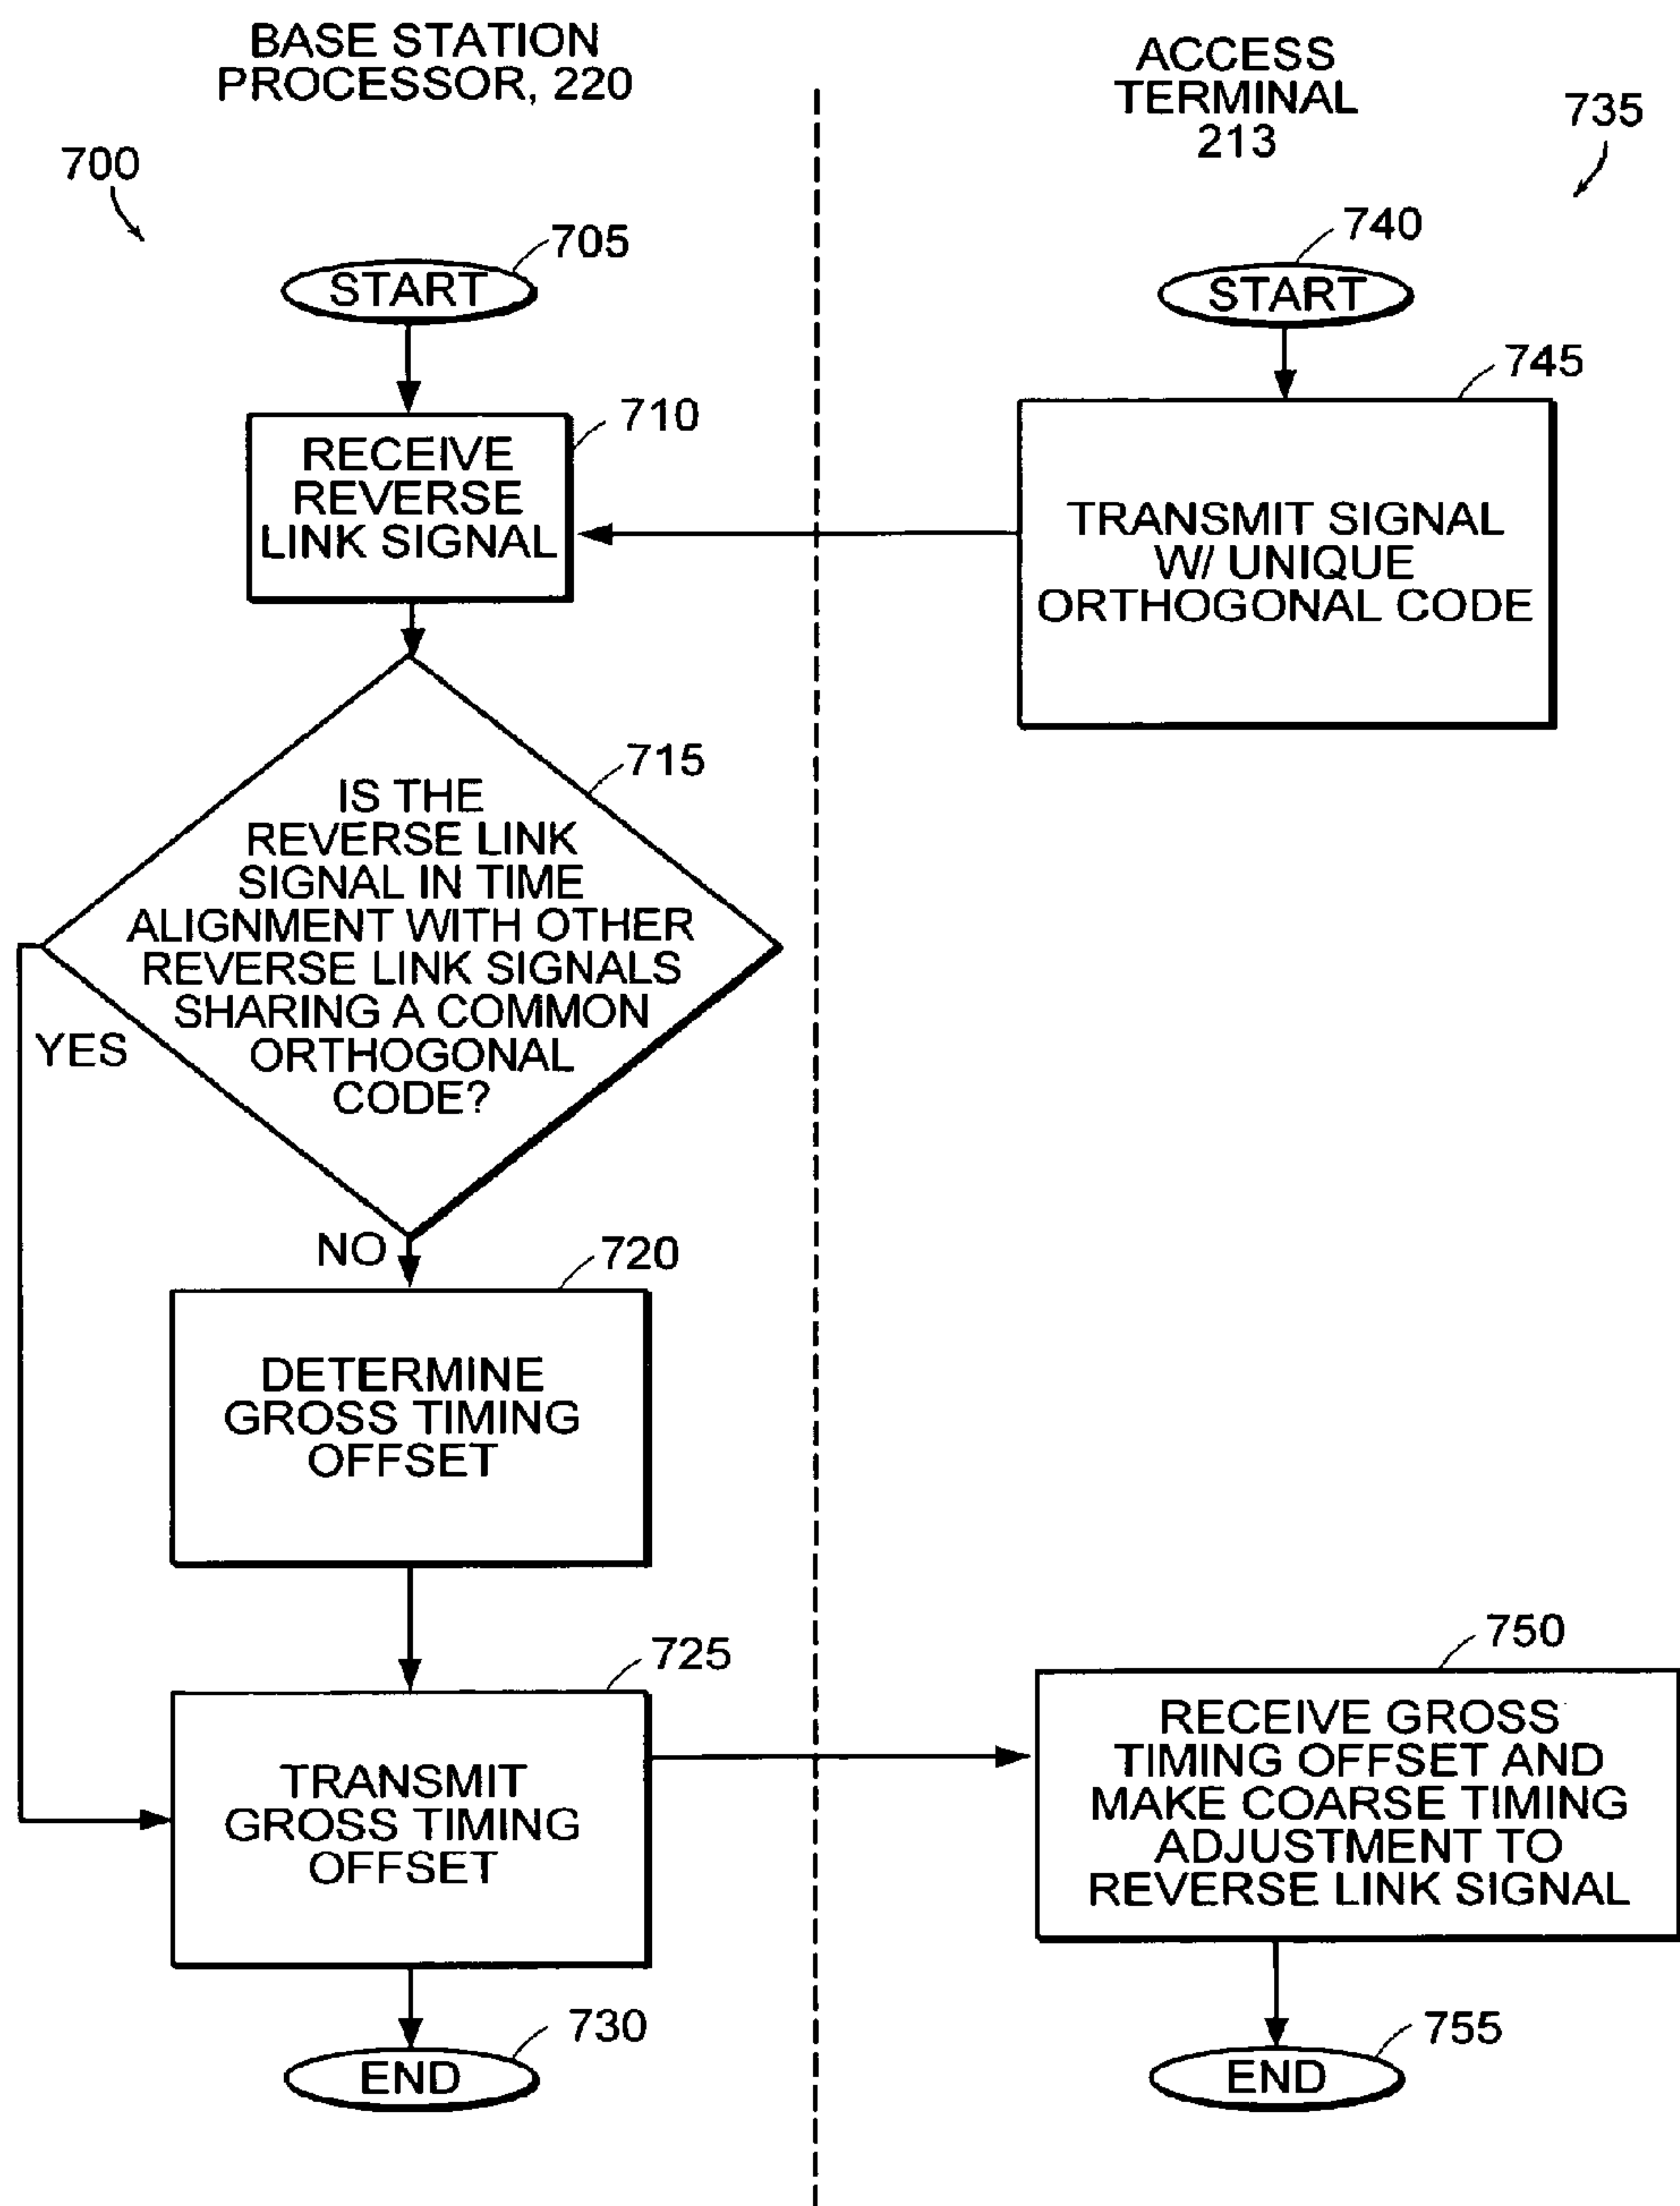 BASE STATION
PROCESSOR, 220
ACCESS
TERMINAL
213
700
735
705
START
740
START
710
RECEIVE
REVERSE
LINK SIGNAL
745
TRANSMIT SIGNAL
W/ UNIQUE
ORTHOGONAL CODE
715
IS THE
REVERSE LINK
SIGNAL IN TIME
ALIGNMENT WITH OTHER
REVERSE LINK SIGNALS
SHARING A COMMON
ORTHOGONAL
CODE?
YES
NO
720
DETERMINE
GROSS TIMING
OFFSET
725
TRANSMIT
GROSS TIMING
OFFSET
750
RECEIVE GROSS
TIMING OFFSET AND
MAKE COARSE TIMING
ADJUSTMENT TO
REVERSE LINK SIGNAL
730
END
755
END